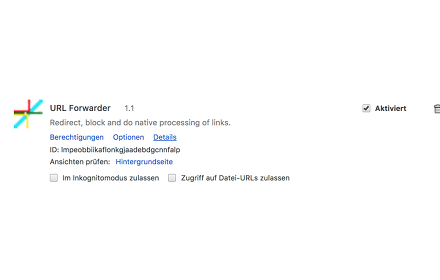 URL Forwarder 1.1 Aktiviert
Redirect, block and do native processing of links.
Berechtigungen Optionen Details
ID: lmpeobbiikaflonkgjaadebdgcnnfalp
Ansichten prüfen: Hintergrundseite
Im Inkognitomodus zulassen Zugriff auf Datei-URLs zulassen